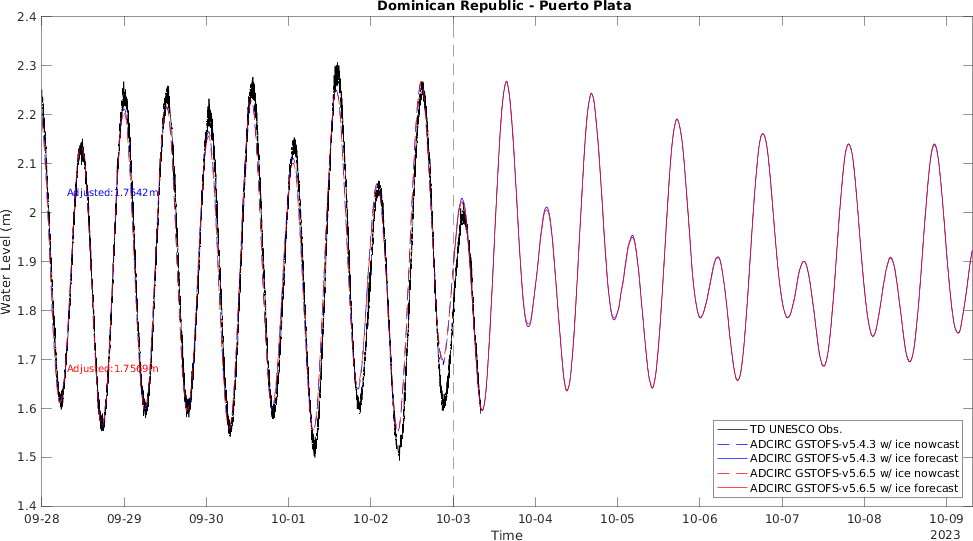 Dominican Republic - Puerto Plata
Water Level (m)
2.4
2.3
2.2
2.1
2
1.9
1.8
1.7
1.6
1.5
1.4
Adjusted:1.7642m
Adjusted:1.7569m
TD UNESCO Obs.
ADCIRC GSTOFS-v5.4.3 w/ ice nowcast
ADCIRC GSTOFS-v5.4.3 w/ ice forecast
ADCIRC GSTOFS-v5.6.5 w/ ice nowcast
ADCIRC GSTOFS-v5.6.5 w/ ice forecast
09-28 09-29 09-30 10-01 10-02 10-03 10-04 10-05 10-06 10-07 10-08 10-09
2023
Time